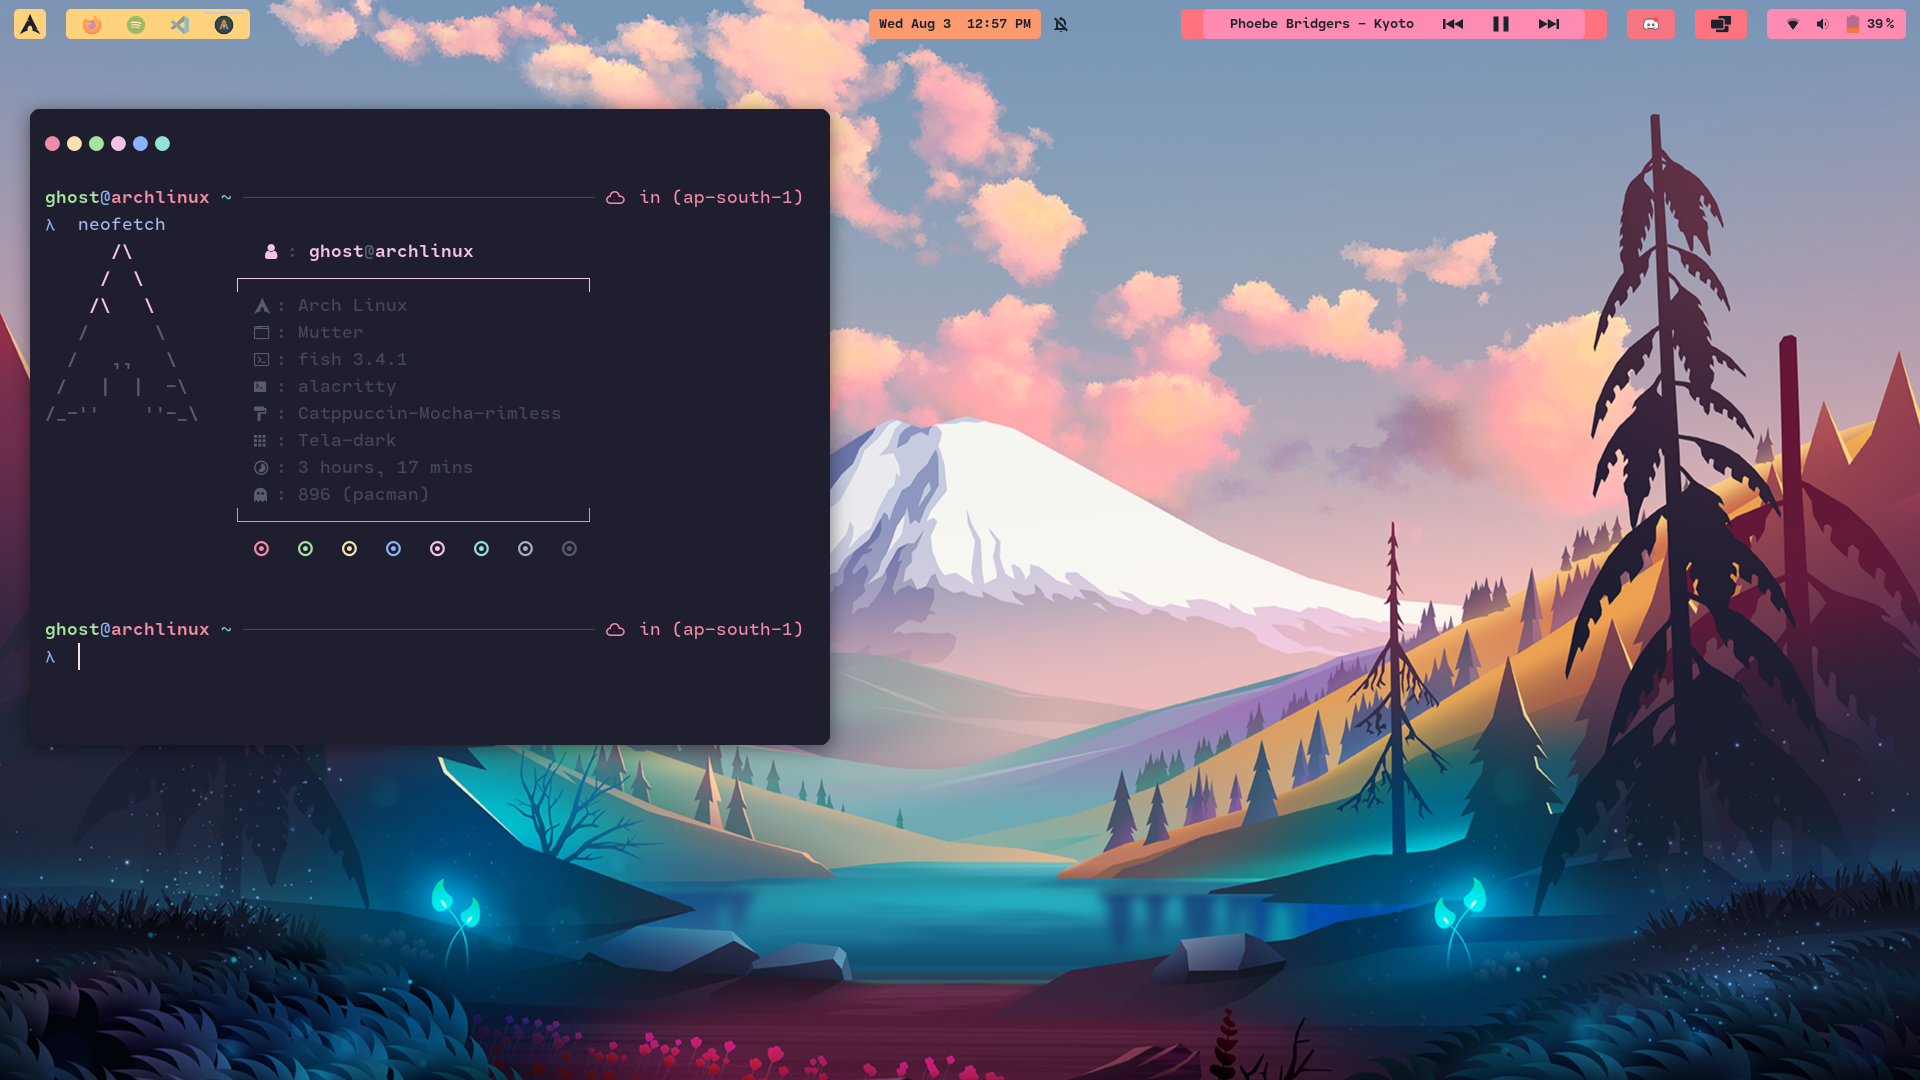 Wed Aug 3 12:57 PM
Phoebe Bridgers - Kyoto
39%
ghost@archlinux ~ in (ap-south-1)
λ neofetch
: ghost@archlinux
: Arch Linux
: Mutter
: fish 3.4.1
: alacritty
: Catppuccin-Mocha-rimless
: Tela-dark
: 3 hours, 17 mins
: 896 (pacman)
ghost@archlinux ~ in (ap-south-1)
λ